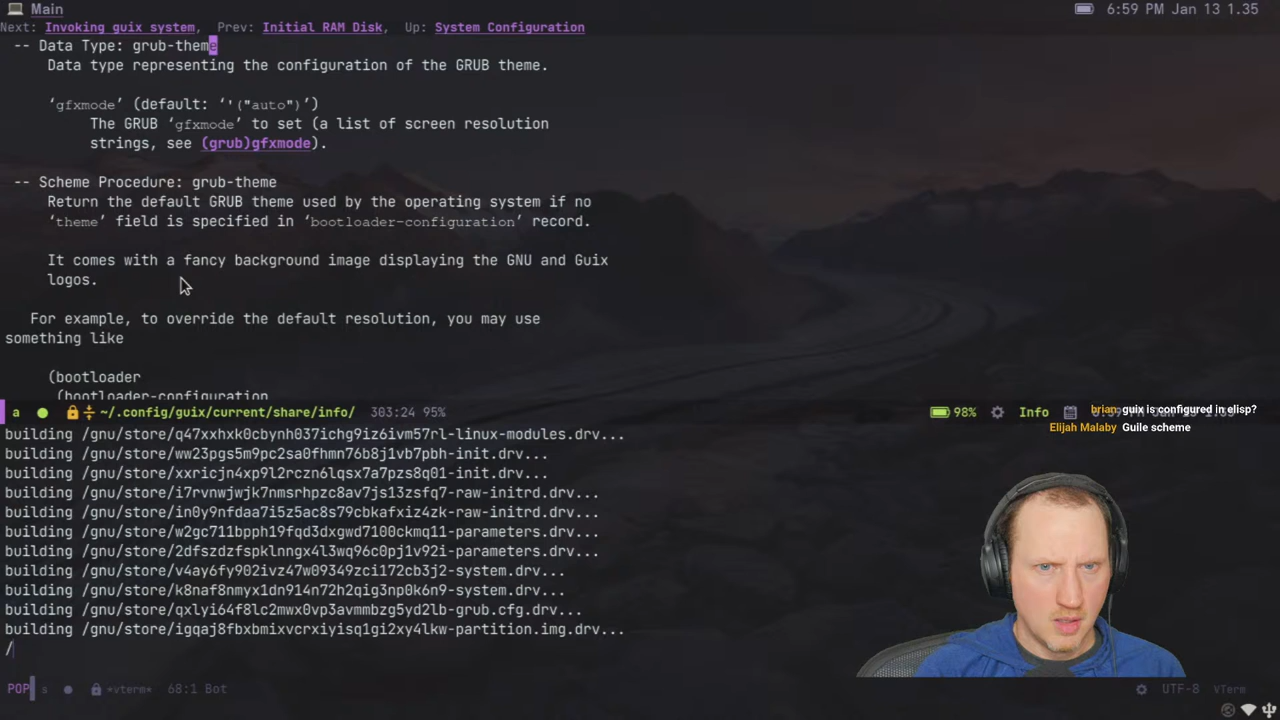 Main
6:59 PM Jan 13 1.35
Next: Invoking guix system, Prev: Initial RAM Disk, Up: System Configuration
-- Data Type: grub-theme
Data type representing the configuration of the GRUB theme.
‘gfxmode’ (default: ‘'("auto")’)
The GRUB ‘gfxmode’ to set (a list of screen resolution
strings, see (grub)gfxmode).
-- Scheme Procedure: grub-theme
Return the default GRUB theme used by the operating system if no
‘theme’ field is specified in ‘bootloader-configuration’ record.
It comes with a fancy background image displaying the GNU and Guix
logos.
For example, to override the default resolution, you may use
something like
(bootloader
(bootloader-configuration
a ~/.config/guix/current/share/info/ 303:24 95% 98% Info
brian guix is configured in elisp?
Elijah Malaby Guile scheme
building /gnu/store/q47xxhxk0cbynh037ichg9iz6ivm57rl-linux-modules.drv...
building /gnu/store/ww23pgs5m9pc2sa0fhmn76b8j1vb7pbh-init.drv...
building /gnu/store/xxricjn4xp9l2rczn6lqsx7a7pzs8q01-init.drv...
building /gnu/store/i7rvnwjwjk7nmsrhpzc8av7js13zsfq7-raw-initrd.drv...
building /gnu/store/in0y9nfdaa7i5z5ac8s79cbkafxiz4zk-raw-initrd.drv...
building /gnu/store/w2gc711bpph19fqd3dxgwd7100ckmq11-parameters.drv...
building /gnu/store/2dfszdzfspklnngx4l3wq96c0pj1v92i-parameters.drv...
building /gnu/store/v4ay6fy902ivz47w09349zci172cb3j2-system.drv...
building /gnu/store/k8naf8nmyx1dn914n72h2qig3np0k6n9-system.drv...
building /gnu/store/qxlyi64f8lc2mwx0vp3avmmbzg5yd2lb-grub.cfg.drv...
building /gnu/store/igqaj8fbxbmixvcrxiyisq1gi2xy4lkw-partition.img.drv...
/
POP s *vterm* 68:1 Bot UTF-8 VTerm